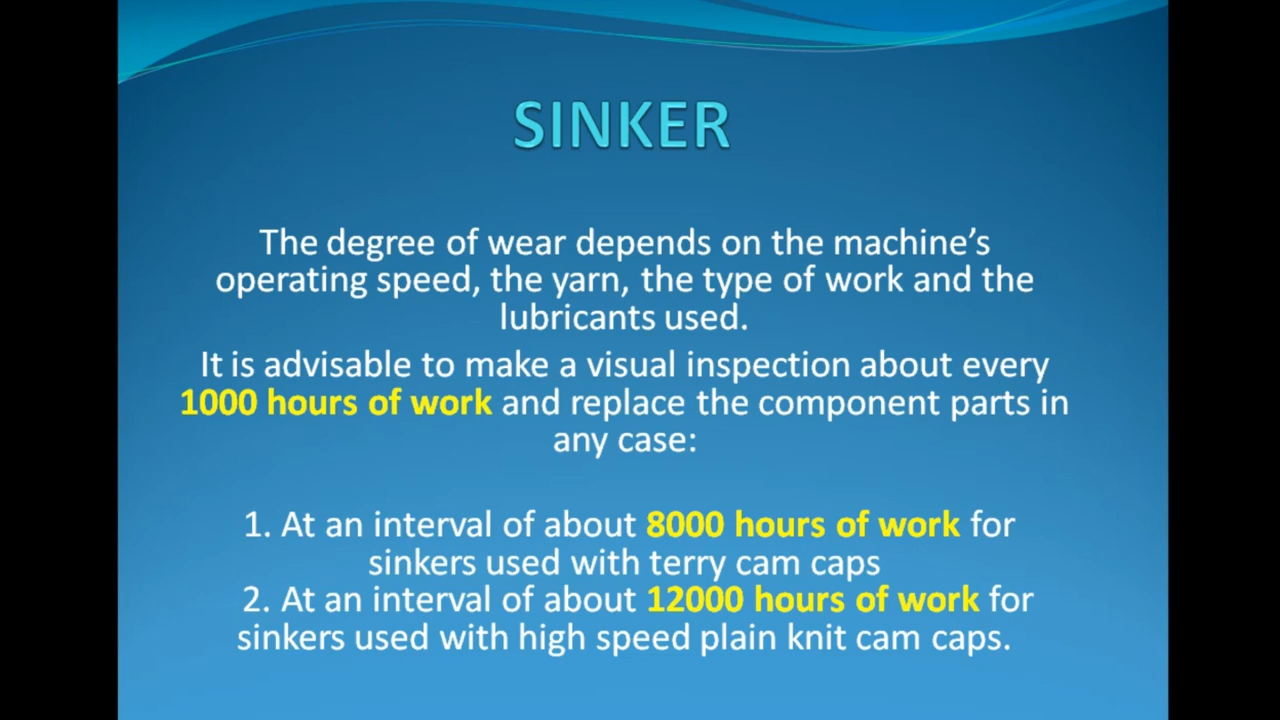 SINKER
The degree of wear depends on the machine’s
operating speed, the yarn, the type of work and the
lubricants used.
It is advisable to make a visual inspection about every
1000 hours of work and replace the component parts in
any case:
1. At an interval of about 8000 hours of work for
sinkers used with terry cam caps
2. At an interval of about 12000 hours of work for
sinkers used with high speed plain knit cam caps.